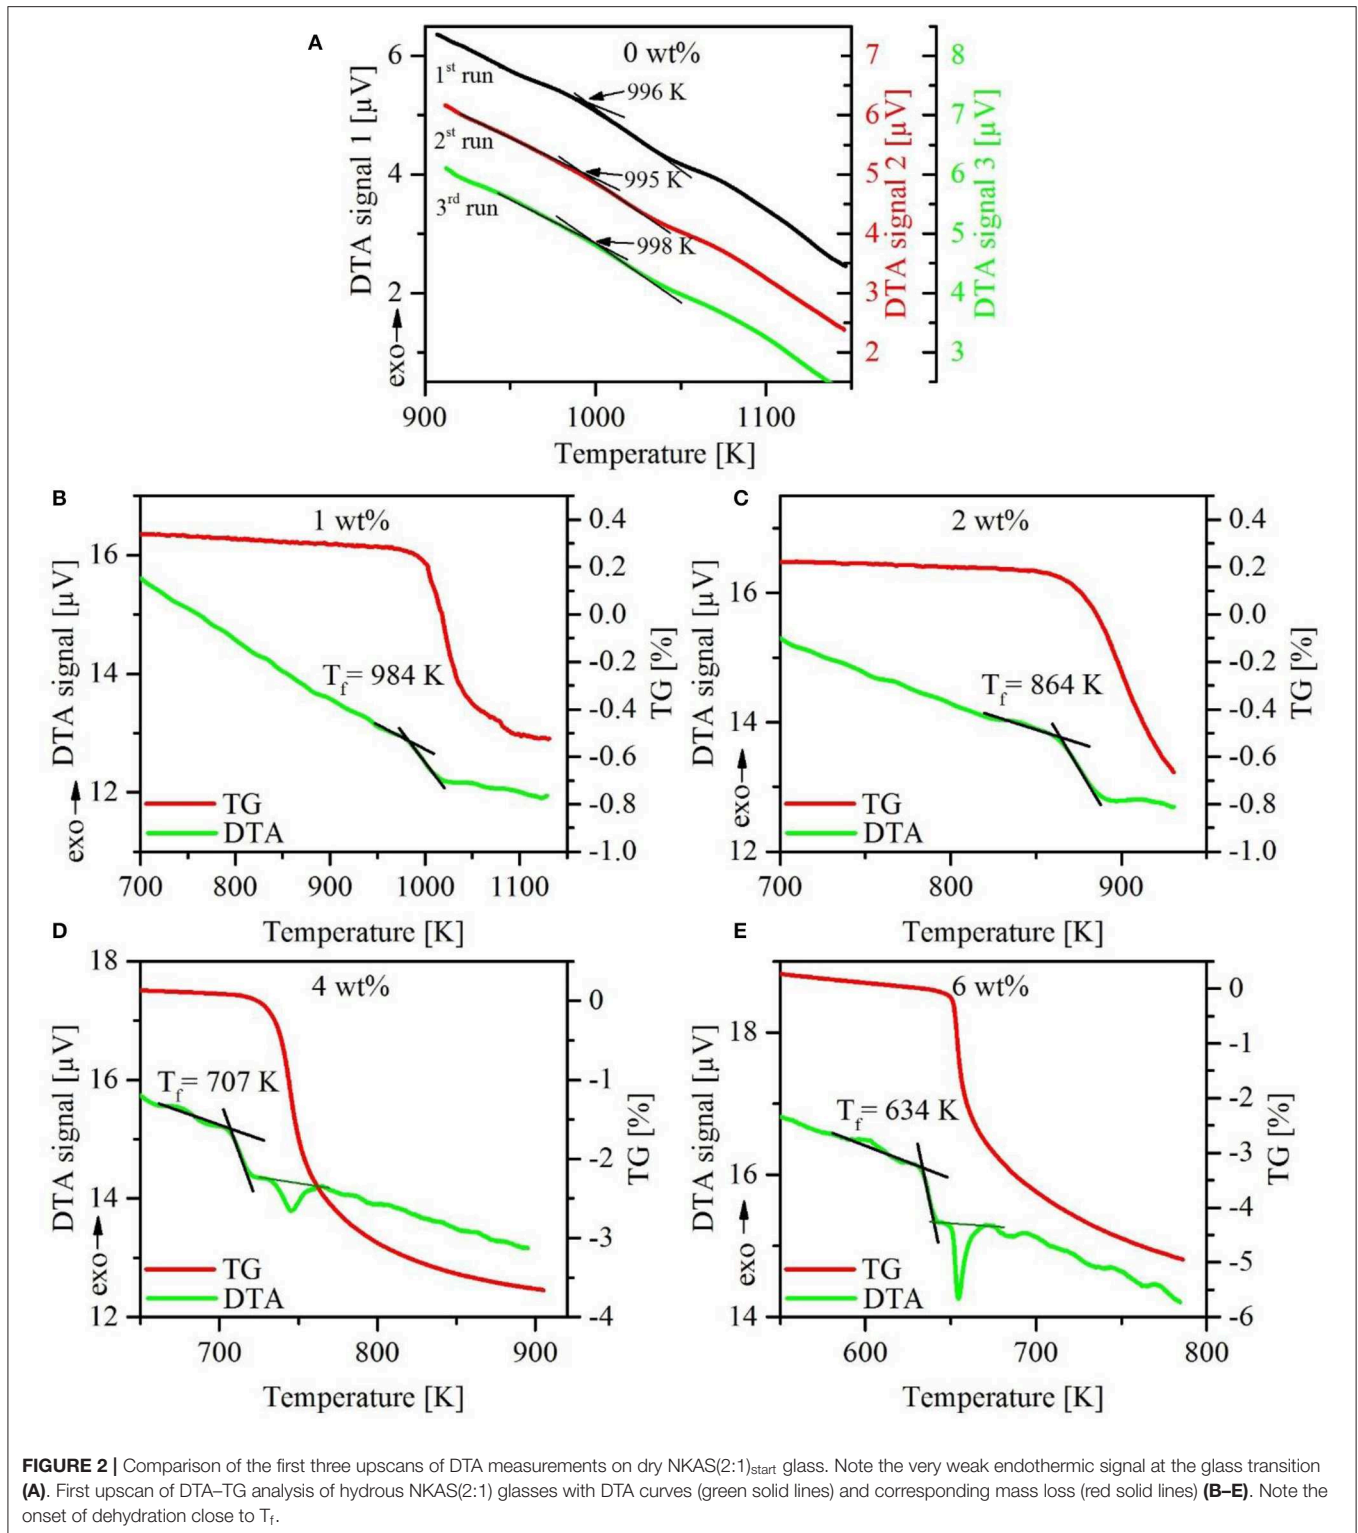 A
0 wt%
1st run
996 K
2st run
995 K
3rd run
998 K
DTA signal 1 [µV]
exo
6
4
2
7
6
5
4
3
2
DTA signal 2 [µV]
8
7
6
5
4
3
DTA signal 3 [µV]
900 1000 1100
Temperature [K]
B
1 wt%
DTA signal [µV]
exo
16
14
12
Tf= 984 K
TG
DTA
0.4
0.2
0.0
-0.2
-0.4
-0.6
-0.8
-1.0
TG [%]
700 800 900 1000 1100
Temperature [K]
C
2 wt%
DTA signal [µV]
exo
16
14
12
Tf= 864 K
TG
DTA
0.4
0.2
0.0
-0.2
-0.4
-0.6
-0.8
-1.0
TG [%]
700 800 900
Temperature [K]
D
4 wt%
DTA signal [µV]
exo
18
16
14
12
Tf= 707 K
TG
DTA
0
-1
-2
-3
-4
TG [%]
700 800 900
Temperature [K]
E
6 wt%
DTA signal [µV]
exo
18
16
14
Tf= 634 K
TG
DTA
0
-1
-2
-3
-4
-5
-6
TG [%]
600 700 800
Temperature [K]
FIGURE 2 | Comparison of the first three upscans of DTA measurements on dry NKAS(2:1)start glass. Note the very weak endothermic signal at the glass transition
(A). First upscan of DTA–TG analysis of hydrous NKAS(2:1) glasses with DTA curves (green solid lines) and corresponding mass loss (red solid lines) (B–E). Note the
onset of dehydration close to Tf.